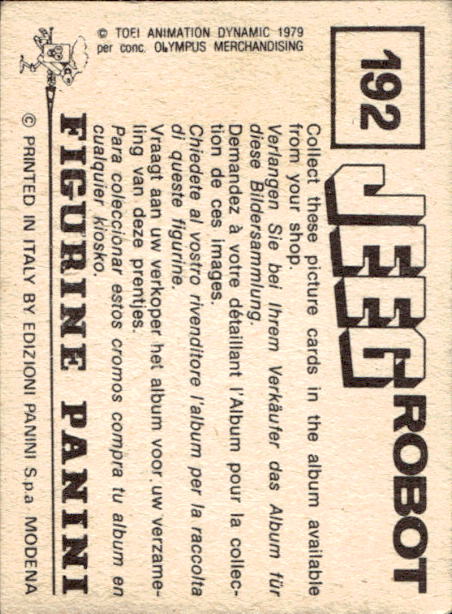 192
JEEG ROBOT
© TOEI ANIMATION DYNAMIC 1979
per conc. OLYMPUS MERCHANDISING
Collect these picture cards in the album available
from your shop.
Verlangen Sie bei Ihrem Verkäufer das Album für
diese Bildersammlung.
Demandez à votre détaillant l'Album pour la collec-
tion de ces images.
Chiedete al vostro rivenditore l'album per la raccolta
di queste figurine.
Vraagt aan uw verkoper het album voor uw verzame-
ling van deze prentjes.
Para coleccionar estos cromos compra tu album en
cualquier kiosko.
FIGURINE PANINI
© PRINTED IN ITALY BY EDIZIONI PANINI S.p.a - MODENA